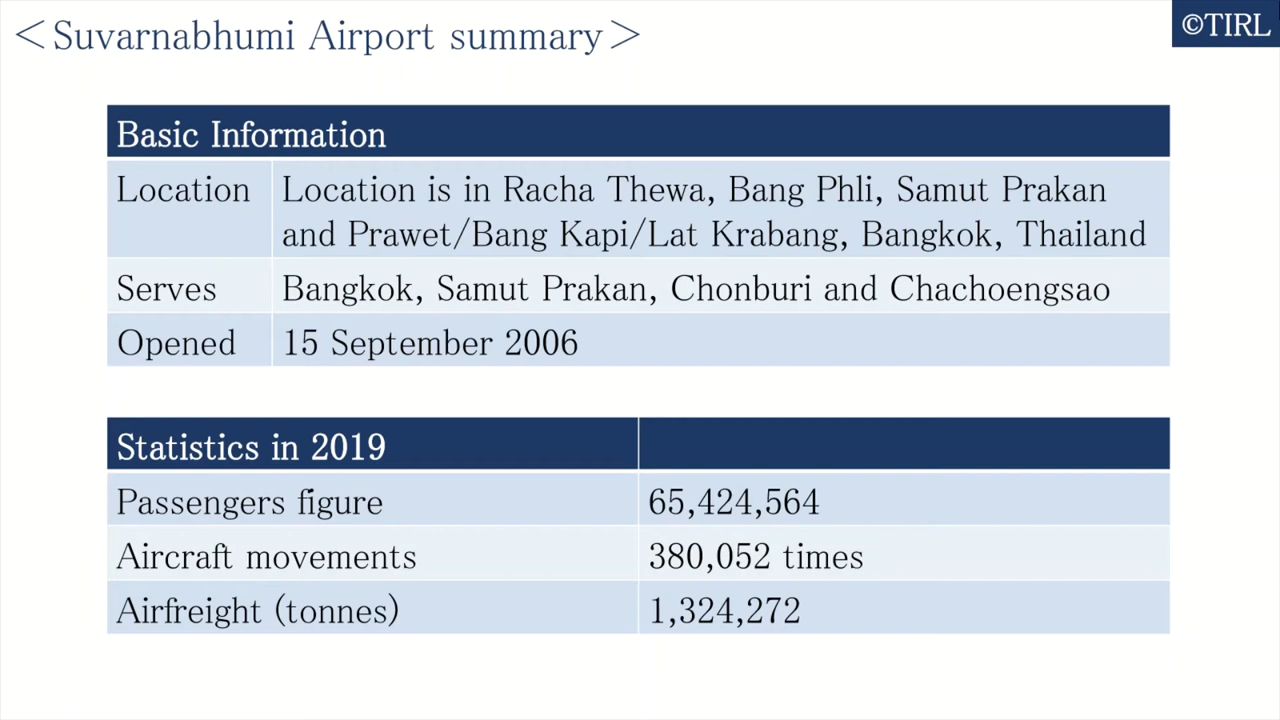 ＜Suvarnabhumi Airport summary＞
©TIRL
Basic Information
Location
Location is in Racha Thewa, Bang Phli, Samut Prakan
and Prawet/Bang Kapi/Lat Krabang, Bangkok, Thailand
Serves
Bangkok, Samut Prakan, Chonburi and Chachoengsao
Opened
15 September 2006
Statistics in 2019
Passengers figure
65,424,564
Aircraft movements
380,052 times
Airfreight (tonnes)
1,324,272